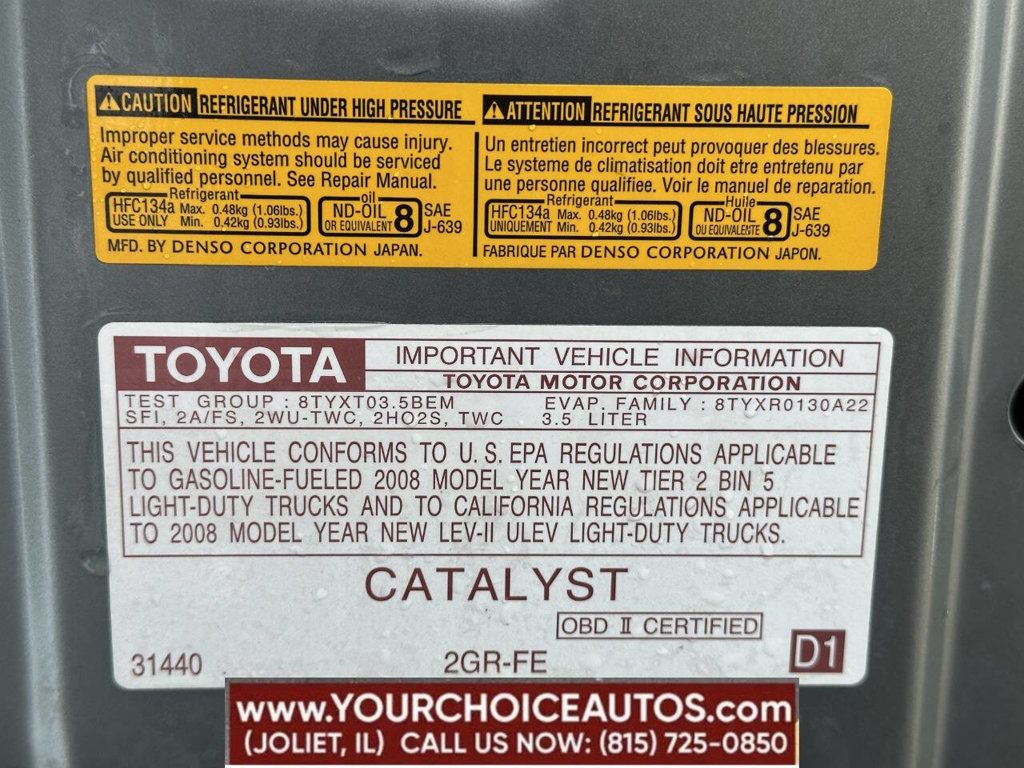 CAUTION REFRIGERANT UNDER HIGH PRESSURE
Improper service methods may cause injury.
Air conditioning system should be serviced
by qualified personnel. See Repair Manual.
Refrigerant oil
HFC134a Max. 0.48kg (1.06lbs.) ND-OIL 8 SAE
USE ONLY Min. 0.42kg (0.93lbs.) OR EQUIVALENT J-639
MFD. BY DENSO CORPORATION JAPAN.
ATTENTION REFRIGERANT SOUS HAUTE PRESSION
Un entretien incorrect peut provoquer des blessures.
Le systeme de climatisation doit etre entretenu par
une personne qualifiee. Voir le manuel de reparation.
Refrigerant Huile
HFC134a Max. 0.48kg (1.06lbs.) ND-OIL 8 SAE
UNIQUEMENT Min. 0.42kg (0.93lbs.) OU EQUIVALENTE J-639
FABRIQUE PAR DENSO CORPORATION JAPON.
TOYOTA IMPORTANT VEHICLE INFORMATION
TOYOTA MOTOR CORPORATION
TEST GROUP : 8TYXT03.5BEM EVAP. FAMILY : 8TYXR0130A22
SFI, 2A/FS, 2WU-TWC, 2HO2S, TWC 3.5 LITER
THIS VEHICLE CONFORMS TO U.S. EPA REGULATIONS APPLICABLE
TO GASOLINE-FUELED 2008 MODEL YEAR NEW TIER 2 BIN 5
LIGHT-DUTY TRUCKS AND TO CALIFORNIA REGULATIONS APPLICABLE
TO 2008 MODEL YEAR NEW LEV-II ULEV LIGHT-DUTY TRUCKS.
CATALYST
OBD II CERTIFIED
31440 2GR-FE D1
www.YOURCHOICEAUTOS.com
(JOLIET, IL) CALL US NOW: (815) 725-0850